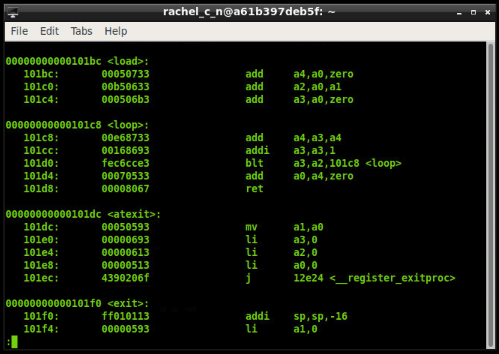 rachel_c_n@a61b397deb5f: ~
File Edit Tabs Help
00000000000101bc <load>:
101bc: 00050733 add a4,a0,zero
101c0: 00b50633 add a2,a0,a1
101c4: 000506b3 add a3,a0,zero
00000000000101c8 <loop>:
101c8: 00e68733 add a4,a3,a4
101cc: 00168693 addi a3,a3,1
101d0: fec6cce3 blt a3,a2,101c8 <loop>
101d4: 00070533 add a0,a4,zero
101d8: 00008067 ret
00000000000101dc <atexit>:
101dc: 00050593 mv a1,a0
101e0: 00000693 li a3,0
101e4: 00000613 li a2,0
101e8: 00000513 li a0,0
101ec: 4390206f j 12e24 <__register_exitproc>
00000000000101f0 <exit>:
101f0: ff010113 addi sp,sp,-16
101f4: 00000593 li a1,0
: